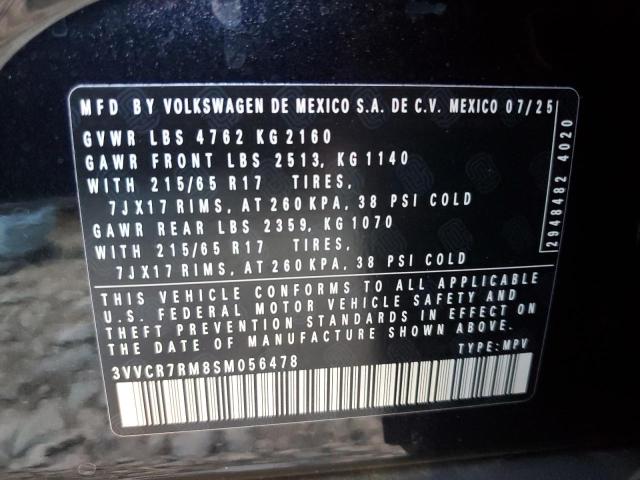 MFD BY VOLKSWAGEN DE MEXICO S.A. DE C.V. MEXICO 07/25
GVWR LBS 4762 KG 2160
GAWR FRONT LBS 2513, KG 1140
WITH 215/65 R17 TIRES,
7JX17 RIMS, AT 260 KPA, 38 PSI COLD
GAWR REAR LBS 2359, KG 1070
WITH 215/65 R17 TIRES,
7JX17 RIMS, AT 260 KPA, 38 PSI COLD
2948482 4020
THIS VEHICLE CONFORMS TO ALL APPLICABLE
U.S. FEDERAL MOTOR VEHICLE SAFETY AND
THEFT PREVENTION STANDARDS IN EFFECT ON
THE DATE OF MANUFACTURE SHOWN ABOVE.
3VVCR7RM8SM056478
TYPE: MPV